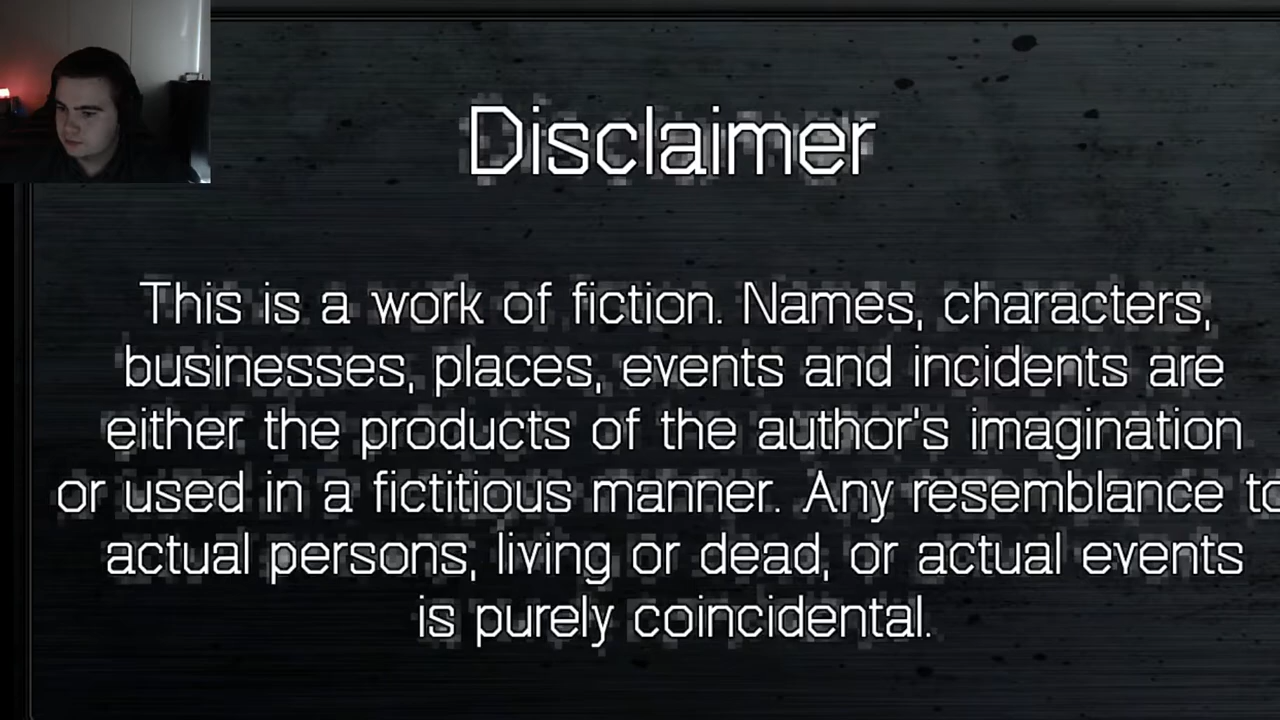 Disclaimer
This is a work of fiction. Names, characters,
businesses, places, events and incidents are
either the products of the author's imagination
or used in a fictitious manner. Any resemblance to
actual persons, living or dead, or actual events
is purely coincidental.